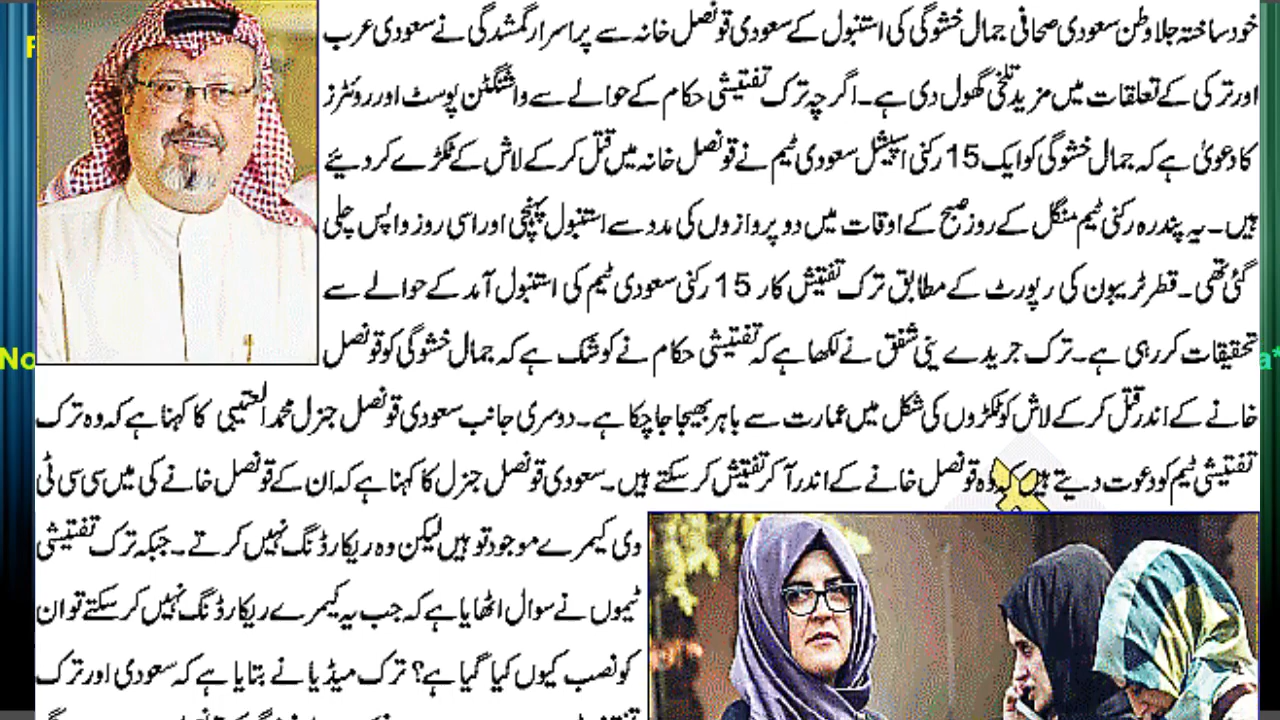 خودساختہ جلاوطن سعودی صحافی جمال خشوگی کی استنبول کے سعودی قونصل خانہ سے پراسرار گمشدگی نے سعودی عرب
اور ترکی کے تعلقات میں مزید تلخی گھول دی ہے۔ اگرچہ ترک تفتیشی حکام کے حوالے سے واشنگٹن پوسٹ اور روئٹرز
کا دعویٰ ہے کہ جمال خشوگی کو ایک 15 رکنی اسپیشل سعودی ٹیم نے قونصل خانہ میں قتل کرکے لاش کے ٹکڑے کر دیئے
ہیں۔ یہ پندرہ رکنی ٹیم منگل کے روز صبح کے اوقات میں دو پروازوں کی مدد سے استنبول پہنچی اور اسی روز واپس چلی
گئی تھی۔ قطر ٹریبون کی رپورٹ کے مطابق ترک تفتیش کار 15 رکنی سعودی ٹیم کی استنبول آمد کے حوالے سے
تحقیقات کر رہی ہے۔ ترک جریدے ینی شفق نے لکھا ہے کہ تفتیشی حکام نے کو شک ہے کہ جمال خشوگی کو قونصل
خانے کے اندر قتل کرکے لاش کو ٹکڑوں کی شکل میں عمارت سے باہر بھیجا جاچکا ہے۔ دوسری جانب سعودی قونصل جنرل محمد العتیبی کا کہنا ہے کہ وہ ترک
تفتیشی ٹیم کو دعوت دیتے ہیں کہ وہ قونصل خانے کے اندر آکر تفتیش کر سکتے ہیں۔ سعودی قونصل جنرل کا کہنا ہے کہ ان کے قونصل خانے کی میں سی سی ٹی
وی کیمرے موجود تو ہیں لیکن وہ ریکارڈنگ نہیں کرتے۔ جبکہ ترک تفتیشی
ٹیموں نے سوال اٹھایا ہے کہ جب یہ کیمرے ریکارڈنگ نہیں کر سکتے تو ان
کو نصب کیوں کیا گیا ہے؟ ترک میڈیا نے بتایا ہے کہ سعودی اور ترک
No